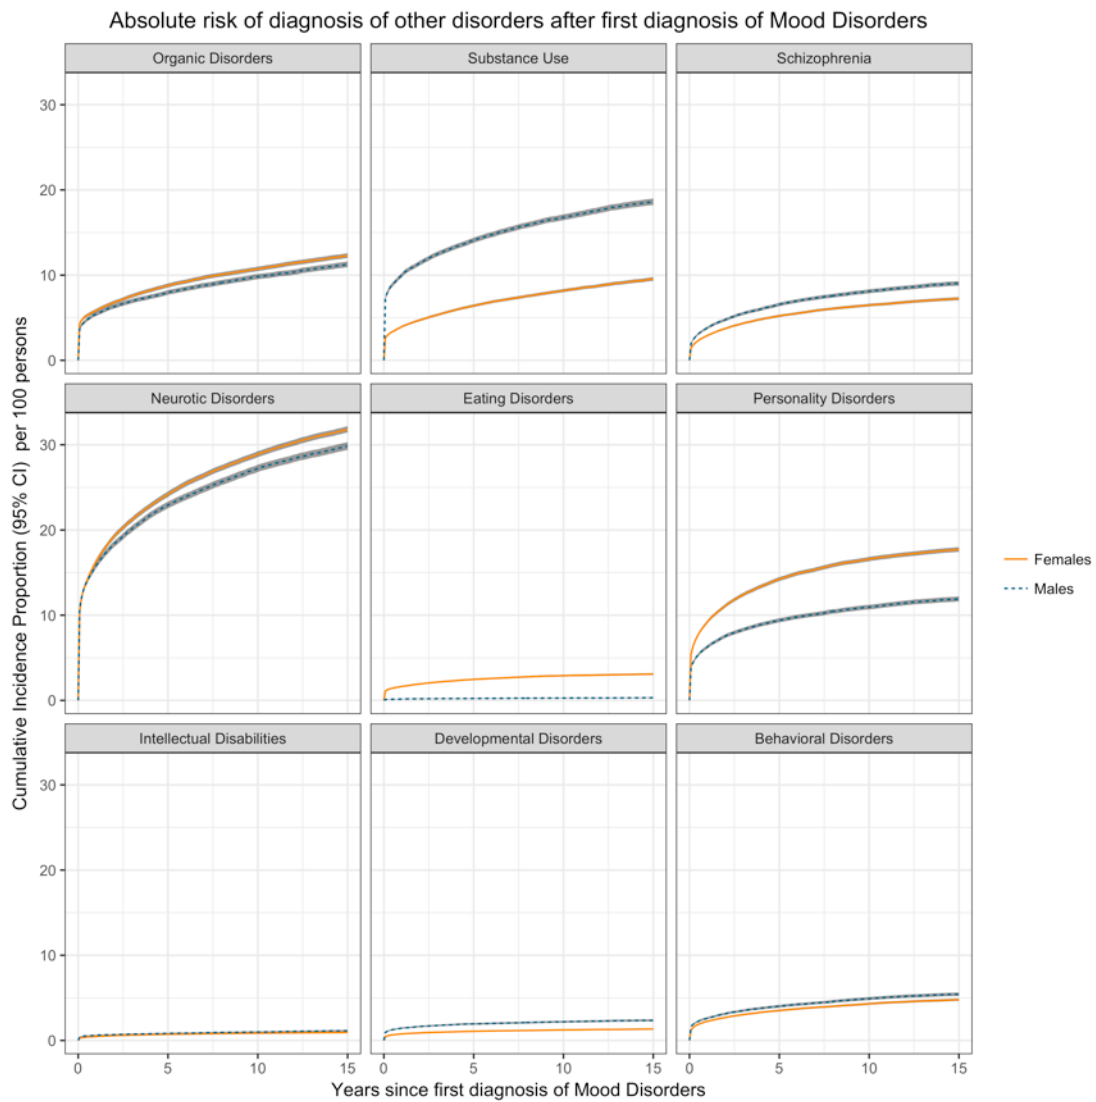 Absolute risk of diagnosis of other disorders after first diagnosis of Mood Disorders
Organic Disorders
Substance Use
Schizophrenia
30
20
10
0
Neurotic Disorders
Eating Disorders
Personality Disorders
30
20
10
0
Intellectual Disabilities
Developmental Disorders
Behavioral Disorders
30
20
10
0
0 5 10 15
0 5 10 15
0 5 10 15
Cumulative Incidence Proportion (95% CI) per 100 persons
Years since first diagnosis of Mood Disorders
Females
Males